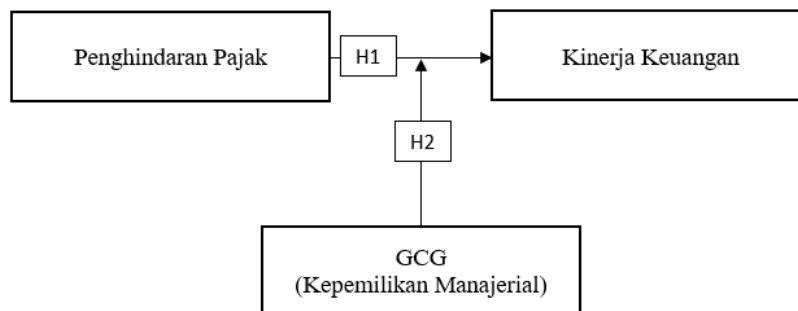 Penghindaran Pajak
H1
Kinerja Keuangan
H2
GCG
(Kepemilikan Manajerial)